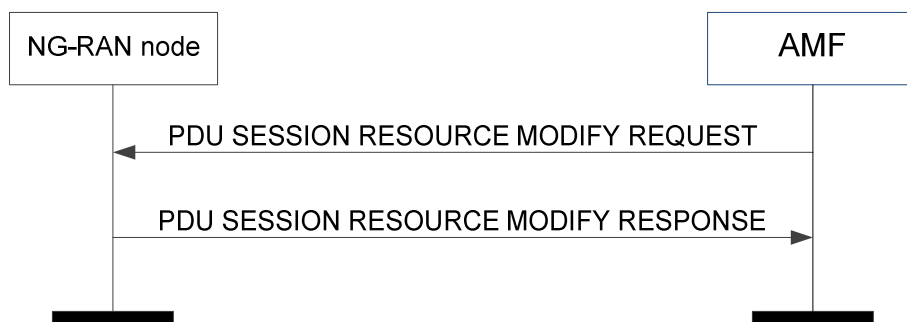 NG-RAN node
AMF
PDU SESSION RESOURCE MODIFY REQUEST
PDU SESSION RESOURCE MODIFY RESPONSE